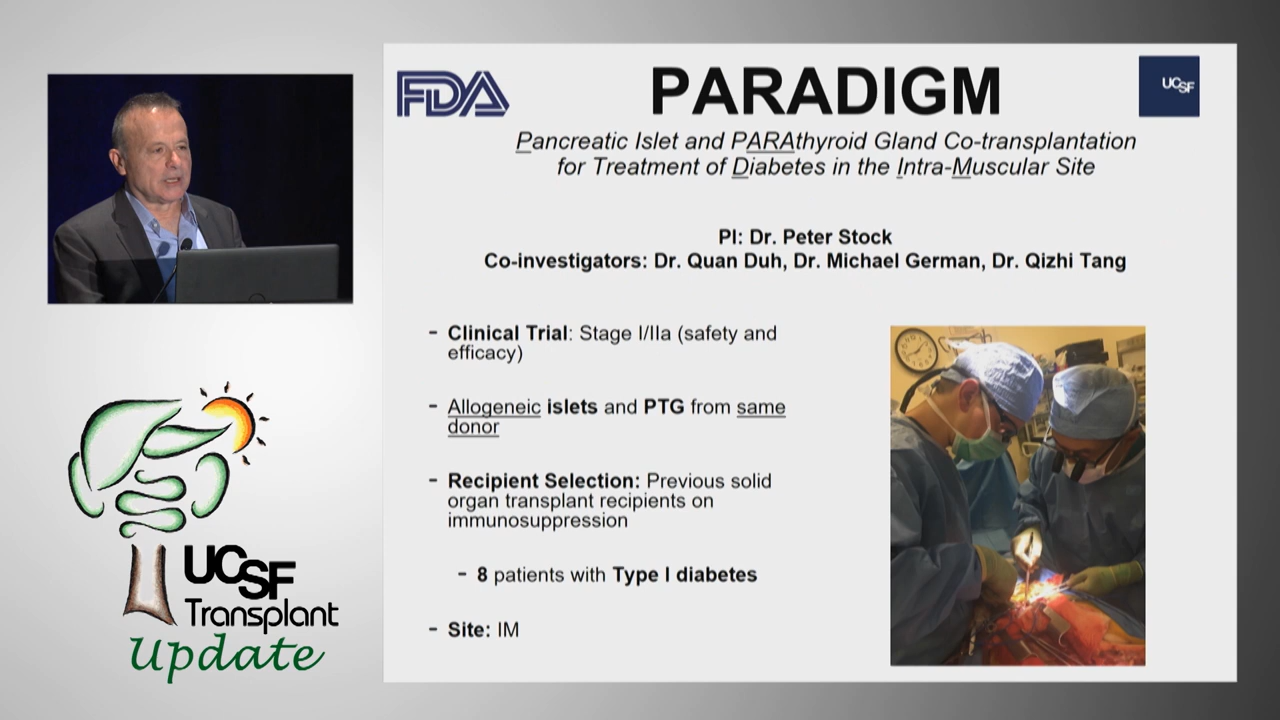 FDA
PARADIGM
UCSF
Pancreatic Islet and PARAthyroid Gland Co-transplantation
for Treatment of Diabetes in the Intra-Muscular Site
PI: Dr. Peter Stock
Co-investigators: Dr. Quan Duh, Dr. Michael German, Dr. Qizhi Tang
- Clinical Trial: Stage I/IIa (safety and
efficacy)
- Allogeneic islets and PTG from same
donor
- Recipient Selection: Previous solid
organ transplant recipients on
immunosuppression
- 8 patients with Type I diabetes
- Site: IM
UCSF
Transplant
Update